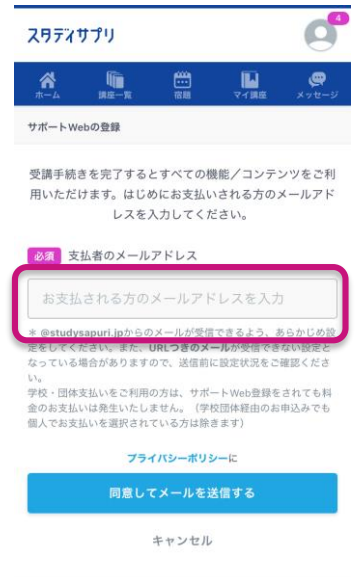 スタディサプリ
4
ホーム 講座一覧 宿題 マイ講座 メッセージ
サポートWebの登録
受講手続きを完了するとすべての機能／コンテンツをご利
用いただけます。はじめにお支払いされる方のメールアド
レスを入力してください。
必須 支払者のメールアドレス
お支払される方のメールアドレスを入力
* @studysapuri.jpからのメールが受信できるよう、あらかじめ設
定をしてください。また、URLつきのメールが受信できない設定と
なっている場合がありますので、送信前に設定状況をご確認くださ
い。
学校・団体支払いをご利用の方は、サポートWeb登録をされても料
金のお支払いは発生いたしません。（学校団体経由のお申込みでも
個人でお支払いを選択されている方は除きます）
プライバシーポリシーに
同意してメールを送信する
キャンセル